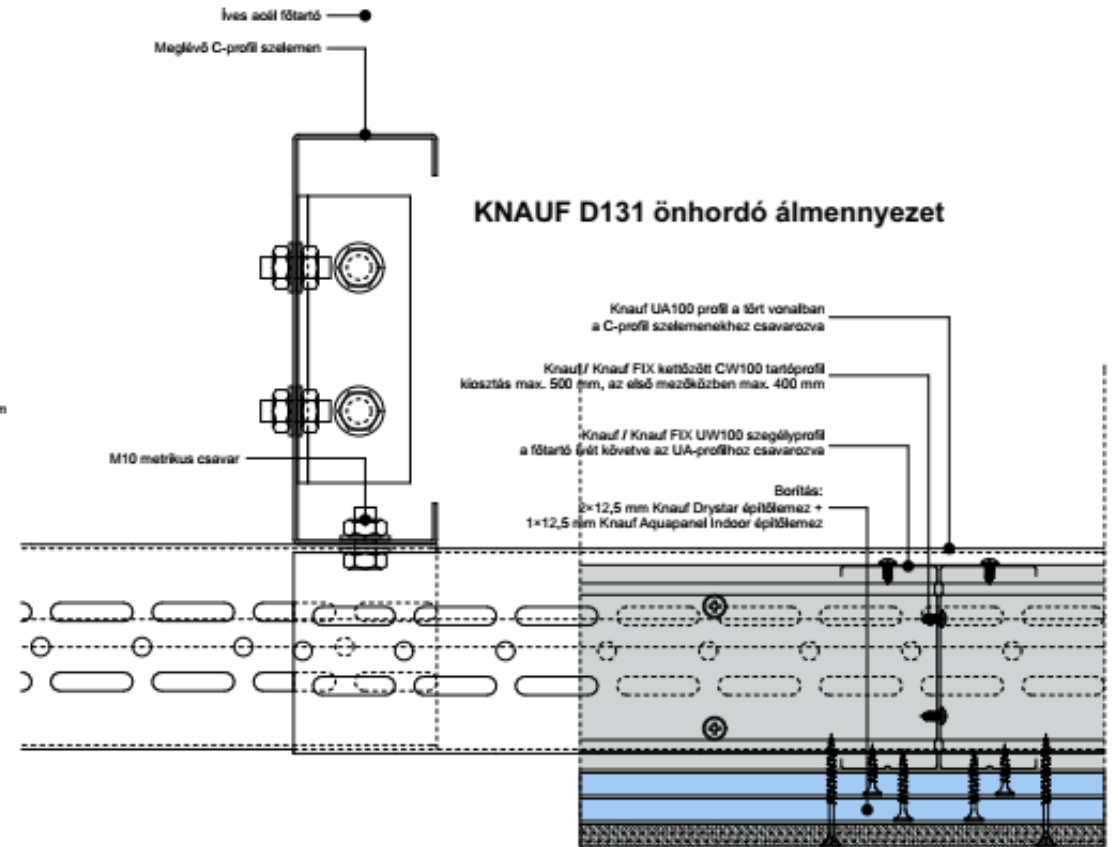 Íves acél főtartó
Meglévő C-profil szelemen
KNAUF D131 önhordó álmennyezet
Knauf UA100 profil a tört vonalban
a C-profil szelemenekhez csavarozva
Knauf / Knauf FIX kettőzött CW100 tartóprofil
kiosztás max. 500 mm, az első mezőközben max. 400 mm
Knauf / Knauf FIX UW100 szegélyprofil
a főtartó ívét követve az UA-profilhoz csavarozva
M10 metrikus csavar
Borítás:
2×12,5 mm Knauf Drystar építőlemez +
1×12,5 mm Knauf Aquapanel Indoor építőlemez